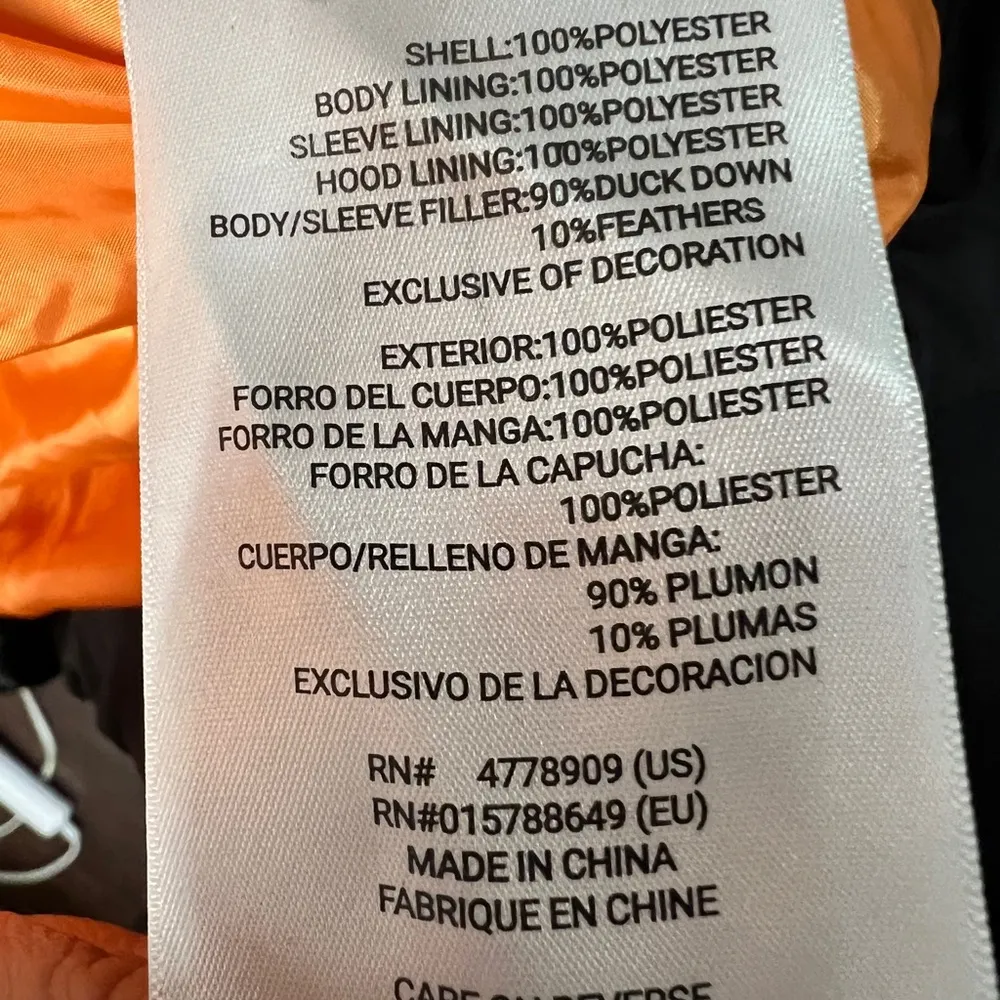 SHELL:100%POLYESTER
BODY LINING:100%POLYESTER
SLEEVE LINING:100%POLYESTER
HOOD LINING:100%POLYESTER
BODY/SLEEVE FILLER:90%DUCK DOWN
10%FEATHERS
EXCLUSIVE OF DECORATION
EXTERIOR:100%POLIESTER
FORRO DEL CUERPO:100%POLIESTER
FORRO DE LA MANGA:100%POLIESTER
FORRO DE LA CAPUCHA:
100%POLIESTER
CUERPO/RELLENO DE MANGA:
90% PLUMON
10% PLUMAS
EXCLUSIVO DE LA DECORACION
RN# 4778909 (US)
RN#015788649 (EU)
MADE IN CHINA
FABRIQUE EN CHINE
CARE ON REVERSE